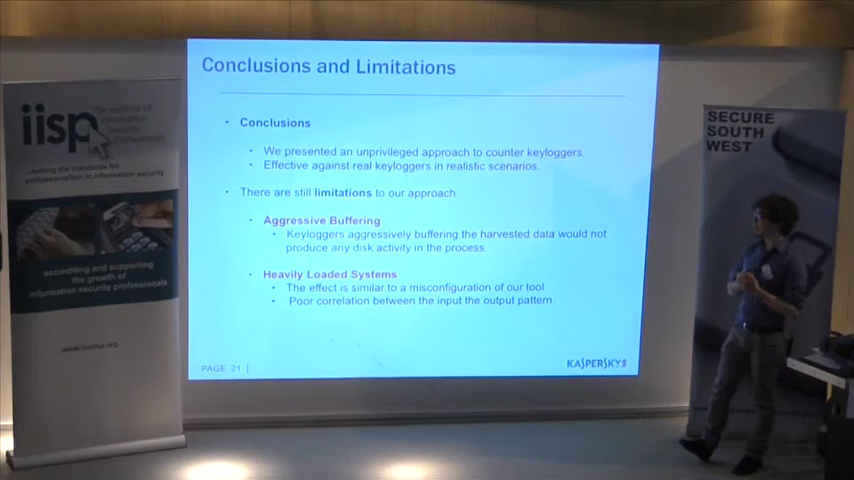 Conclusions and Limitations
Conclusions
We presented an unprivileged approach to counter keyloggers.
Effective against real keyloggers in realistic scenarios.
There are still limitations to our approach
Aggressive Buffering
Keyloggers aggressively buffering the harvested data would not
produce any disk activity in the process.
Heavily Loaded Systems
The effect is similar to a misconfiguration of our tool.
Poor correlation between the input the output pattern.
PAGE 21 |
KASPERSKY
iisp
The Institute of
Information
Security
Professionals
...setting the standards for
professionalism in information security
accrediting and supporting
the growth of
information security professionals
SECURE
SOUTH
WEST